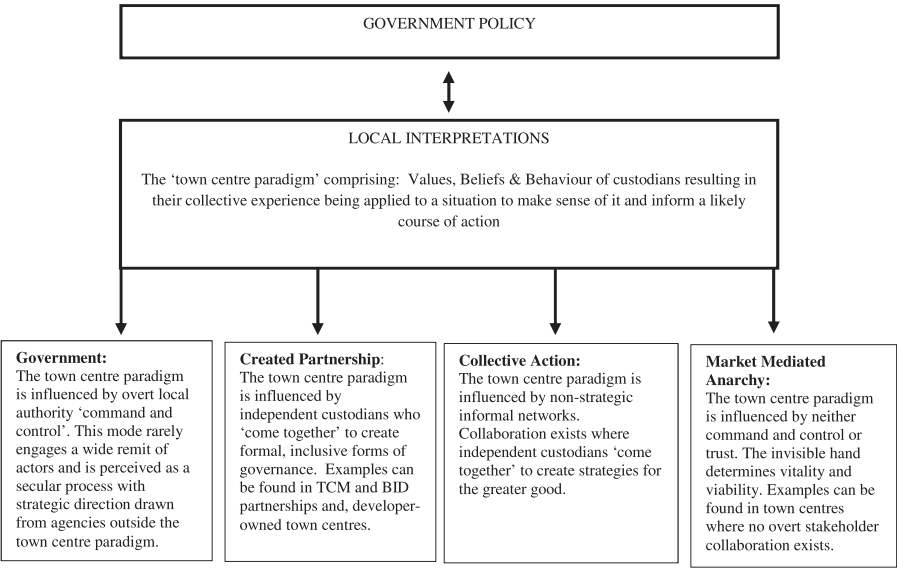 GOVERNMENT POLICY
LOCAL INTERPRETATIONS
The ‘town centre paradigm’ comprising:  Values, Beliefs & Behaviour of custodians resulting in
their collective experience being applied to a situation to make sense of it and inform a likely
course of action
Government:
The town centre paradigm
is influenced by overt local
authority ‘command and
control’. This mode rarely
engages a wide remit of
actors and is perceived as a
secular process with
strategic direction drawn
from agencies outside the
town centre paradigm.
Created Partnership:
The town centre paradigm
is influenced by
independent custodians who
‘come together’ to create
formal, inclusive forms of
governance.  Examples can
be found in TCM and BID
partnerships and, developer-
owned town centres.
Collective Action:
The town centre paradigm is
influenced by non-strategic
informal networks.
Collaboration exists where
independent custodians ‘come
together’ to create strategies for
the greater good.
Market Mediated
Anarchy:
The town centre paradigm
is influenced by neither
command and control or
trust. The invisible hand
determines vitality and
viability. Examples can be
found in town centres
where no overt stakeholder
collaboration exists.